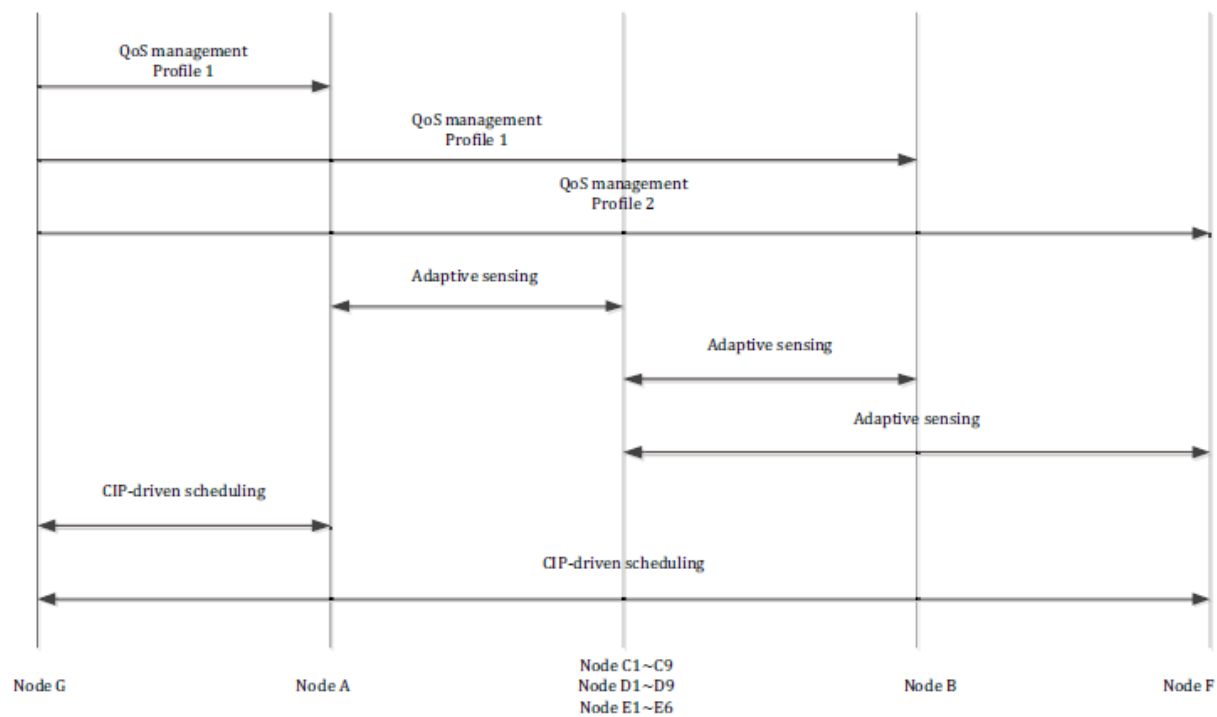 QoS management
Profile 1
QoS management
Profile 1
QoS management
Profile 2
Adaptive sensing
Adaptive sensing
Adaptive sensing
CIP-driven scheduling
CIP-driven scheduling
Node G
Node A
Node C1~C9
Node D1~D9
Node E1~E6
Node B
Node F